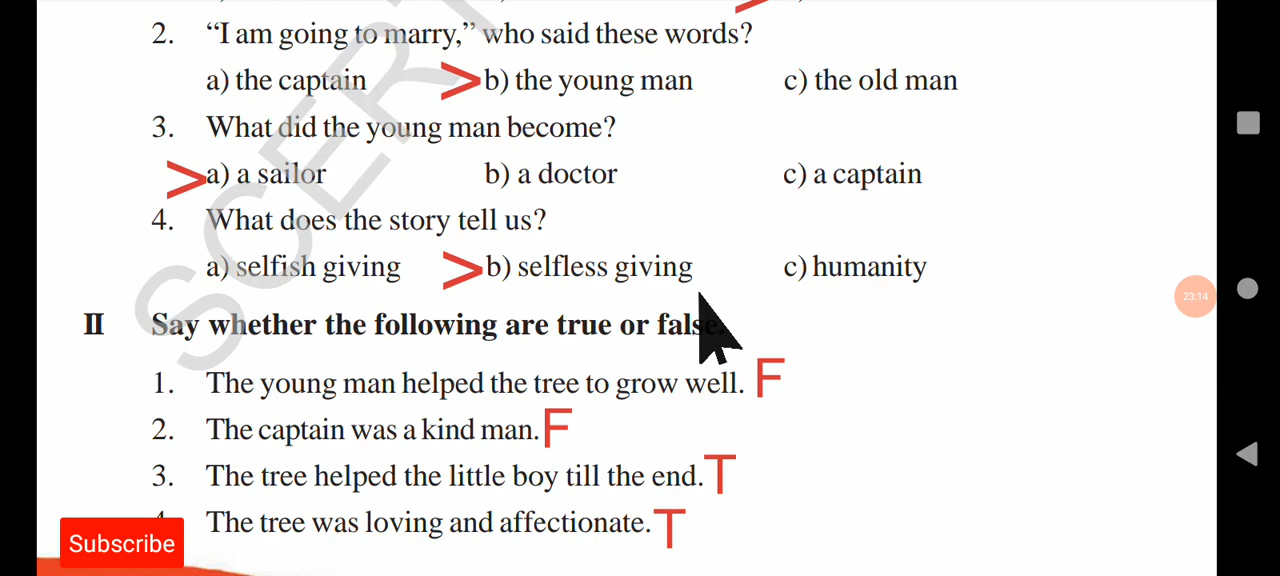 2. “I am going to marry,” who said these words?
a) the captain > b) the young man c) the old man
3. What did the young man become?
> a) a sailor b) a doctor c) a captain
4. What does the story tell us?
a) selfish giving > b) selfless giving c) humanity
II Say whether the following are true or false.
1. The young man helped the tree to grow well. F
2. The captain was a kind man. F
3. The tree helped the little boy till the end. T
The tree was loving and affectionate. T
Subscribe
23:14
SCERT